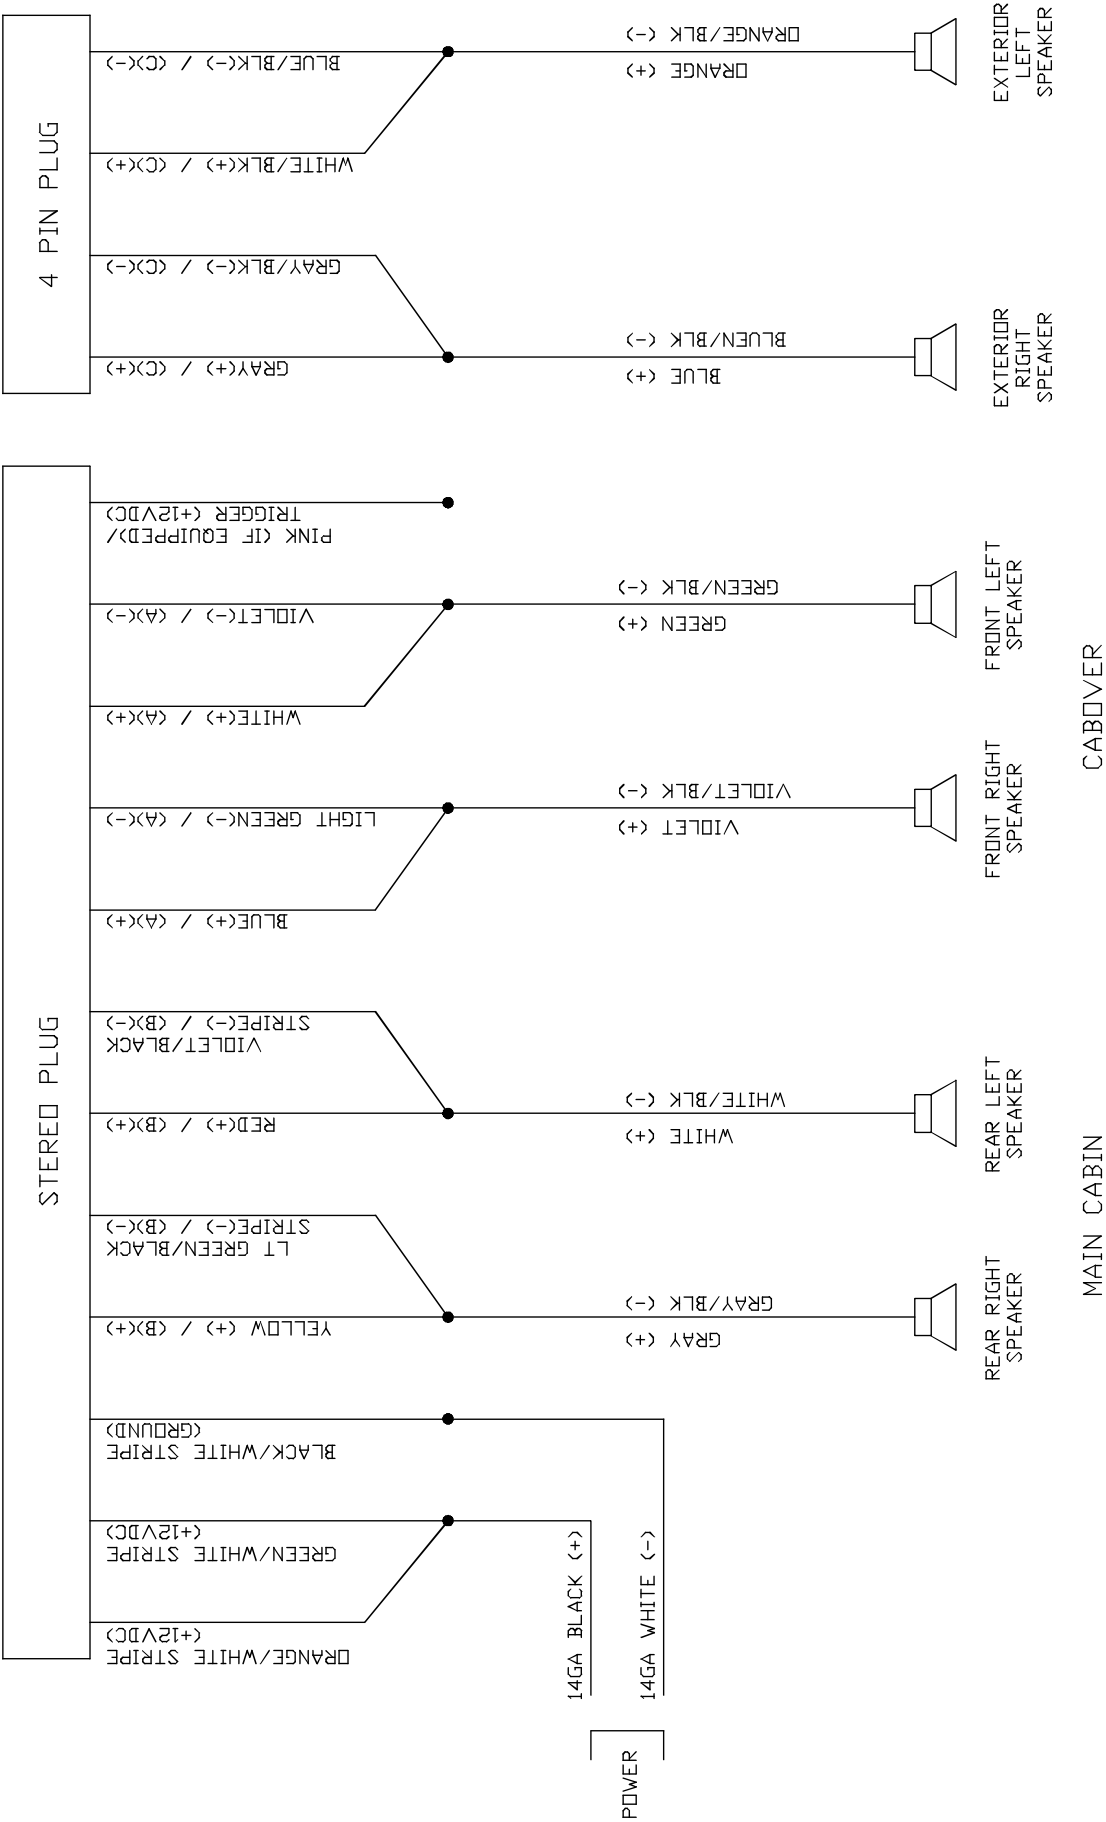 4 PIN PLUG
BLUE/BLK(-) / (C)(-)
WHITE/BLK(+) / (C)(+)
GRAY/BLK(-) / (C)(-)
GRAY(+) / (C)(+)
ORANGE/BLK (-)
ORANGE (+)
BLUEN/BLK (-)
BLUE (+)
EXTERIOR
LEFT
SPEAKER
EXTERIOR
RIGHT
SPEAKER
STEREO PLUG
PINK (IF EQUIPPED)/
TRIGGER (+12VDC)
VIOLET(-) / (A)(-)
WHITE(+) / (A)(+)
LIGHT GREEN(-) / (A)(-)
BLUE(+) / (A)(+)
VIOLET/BLACK
STRIPE(-) / (B)(-)
RED(+) / (B)(+)
LT GREEN/BLACK
STRIPE(-) / (B)(-)
YELLOW (+) / (B)(+)
BLACK/WHITE STRIPE
(GROUND)
GREEN/WHITE STRIPE
(+12VDC)
ORANGE/WHITE STRIPE
(+12VDC)
GREEN/BLK (-)
GREEN (+)
VIOLET/BLK (-)
VIOLET (+)
WHITE/BLK (-)
WHITE (+)
GRAY/BLK (-)
GRAY (+)
14GA BLACK (+)
14GA WHITE (-)
POWER
FRONT LEFT
SPEAKER
FRONT RIGHT
SPEAKER
CABOVER
REAR LEFT
SPEAKER
REAR RIGHT
SPEAKER
MAIN CABIN